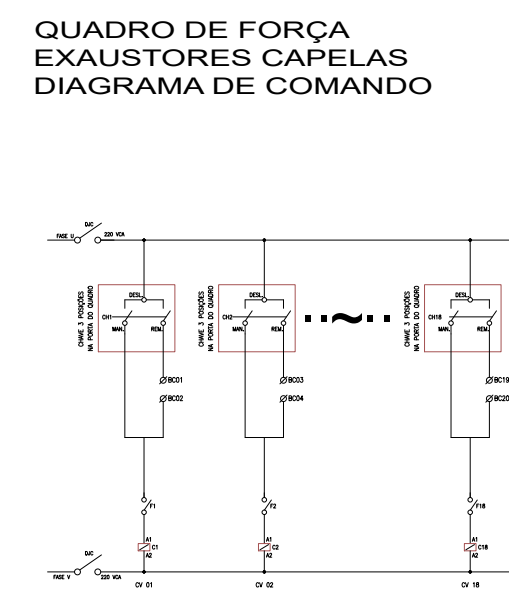 QUADRO DE FORÇA
EXAUSTORES CAPELAS
DIAGRAMA DE COMANDO
DJC
FASE U
220 VCA
CHAVE 3 POSIÇÕES
NA PORTA DO QUADRO
DESL.
CH1
MAN.
REM.
BC01
BC02
F1
A1
C1
A2
CHAVE 3 POSIÇÕES
NA PORTA DO QUADRO
DESL.
CH2
MAN.
REM.
BC03
BC04
F2
A1
C2
A2
~
CHAVE 3 POSIÇÕES
NA PORTA DO QUADRO
DESL.
CH18
MAN.
REM.
BC19
BC20
F18
A1
C18
A2
DJC
FASE V
220 VCA
CV 01
CV 02
CV 18